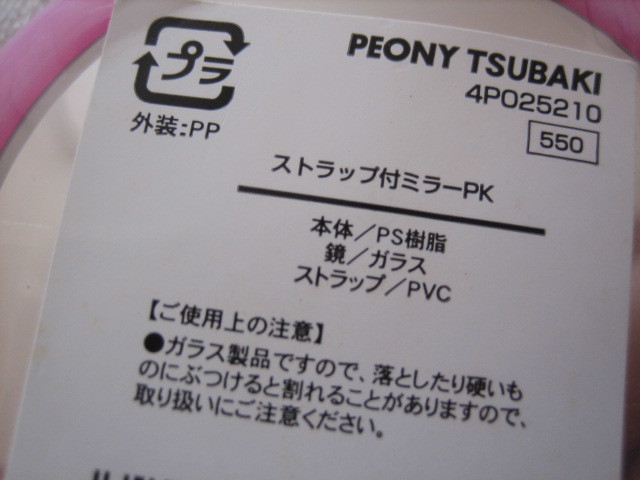 プラ
PEONY TSUBAKI
4P025210
外装:PP
550
ストラップ付ミラーPK
本体/PS樹脂
鏡/ガラス
ストラップ/PVC
【ご使用上の注意】
●ガラス製品ですので、落としたり硬いも
のにぶつけると割れることがありますので、
取り扱いにご注意ください。